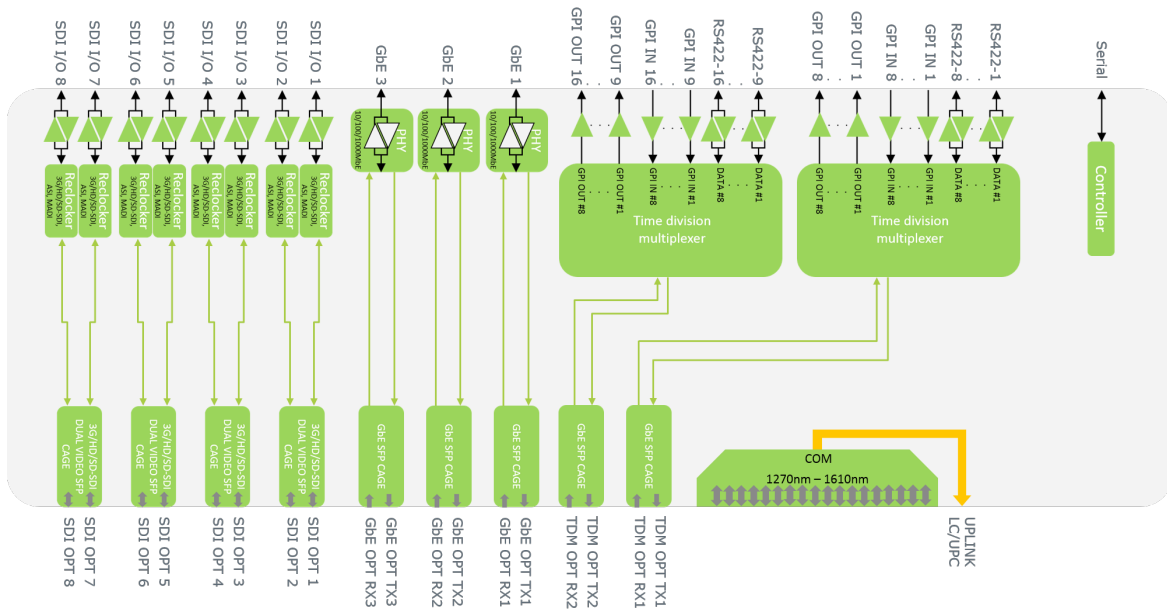 SDI I/O 8
SDI I/O 7
SDI I/O 6
SDI I/O 5
SDI I/O 4
SDI I/O 3
SDI I/O 2
SDI I/O 1
GbE 3
GbE 2
GbE 1
GPI OUT 16
GPI OUT 9
GPI IN 16
GPI IN 9
RS422-16
RS422-9
GPI OUT 8
GPI OUT 1
GPI IN 8
GPI IN 1
RS422-8
RS422-1
Serial
Reclocker
3G/HD/SD-SDI,
ASI, MADI
Reclocker
3G/HD/SD-SDI,
ASI, MADI
Reclocker
3G/HD/SD-SDI,
ASI, MADI
Reclocker
3G/HD/SD-SDI,
ASI, MADI
Reclocker
3G/HD/SD-SDI,
ASI, MADI
Reclocker
3G/HD/SD-SDI,
ASI, MADI
Reclocker
3G/HD/SD-SDI,
ASI, MADI
Reclocker
3G/HD/SD-SDI,
ASI, MADI
PHY
10/100/1000MbE
PHY
10/100/1000MbE
PHY
10/100/1000MbE
GPI OUT #8
GPI OUT #1
GPI IN #8
GPI IN #1
DATA #8
DATA #1
Time division
multiplexer
GPI OUT #8
GPI OUT #1
GPI IN #8
GPI IN #1
DATA #8
DATA #1
Time division
multiplexer
Controller
3G/HD/SD-SDI
DUAL VIDEO SFP
CAGE
3G/HD/SD-SDI
DUAL VIDEO SFP
CAGE
3G/HD/SD-SDI
DUAL VIDEO SFP
CAGE
3G/HD/SD-SDI
DUAL VIDEO SFP
CAGE
GbE SFP CAGE
GbE SFP CAGE
GbE SFP CAGE
GbE SFP CAGE
GbE SFP CAGE
COM
1270nm – 1610nm
SDI OPT 8
SDI OPT 7
SDI OPT 6
SDI OPT 5
SDI OPT 4
SDI OPT 3
SDI OPT 2
SDI OPT 1
GbE OPT RX3
GbE OPT TX3
GbE OPT RX2
GbE OPT TX2
GbE OPT RX1
GbE OPT TX1
TDM OPT RX2
TDM OPT TX2
TDM OPT RX1
TDM OPT TX1
UPLINK
LC/UPC